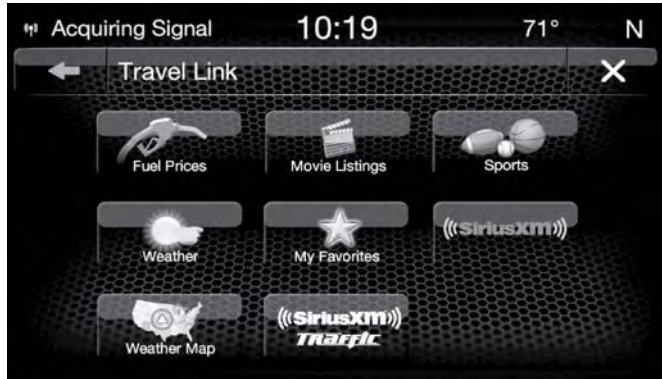 Acquiring Signal 10:19 71° N
Travel Link
Fuel Prices Movie Listings Sports
Weather My Favorites ((SiriusXM))
Weather Map ((SiriusXM)) Traffic